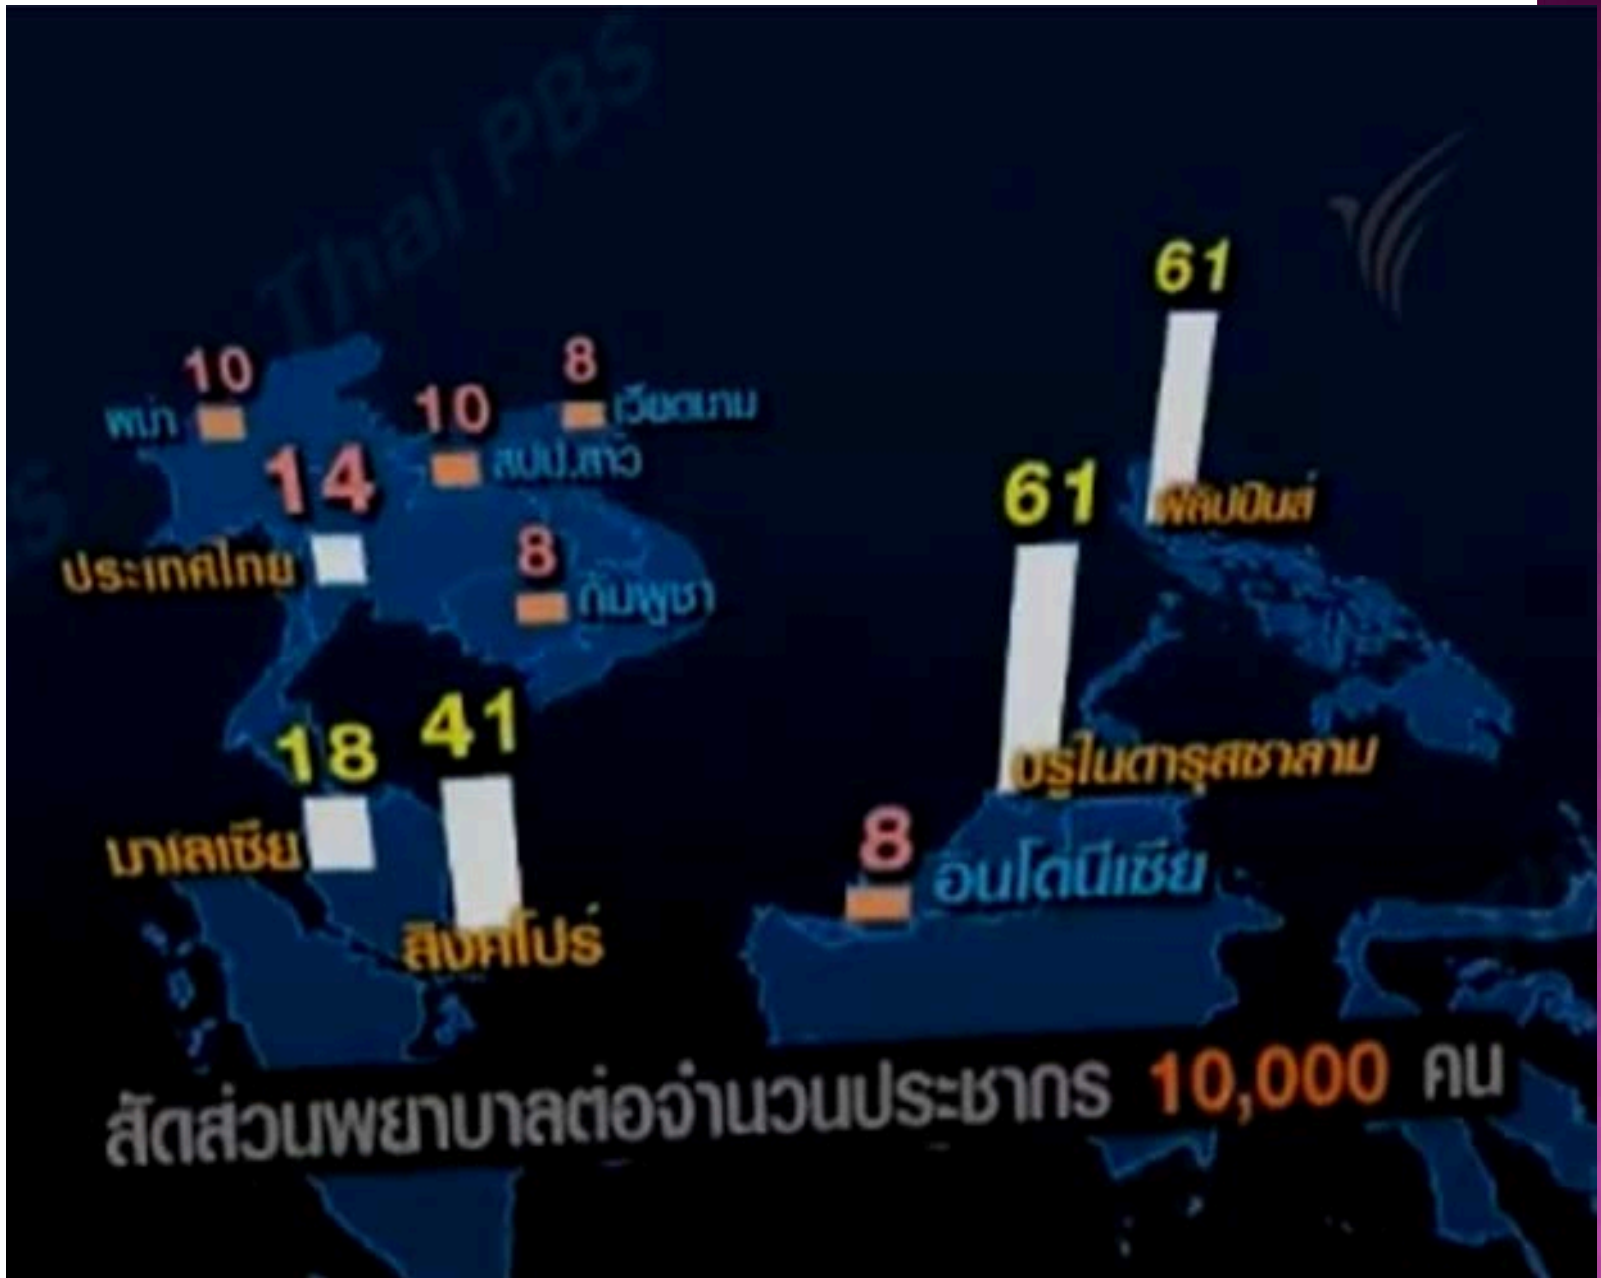 Thai PBS
61
10
พม่า
10
8
เวียดนาม
สปป.ลาว
14
ประเทศไทย
8
กัมพูชา
61
ฟิลิปปินส์
18
41
มาเลเซีย
สิงคโปร์
บรูไนดารุสซาลาม
8
อินโดนีเซีย
สัดส่วนพยาบาลต่อจำนวนประชากร 10,000 คน